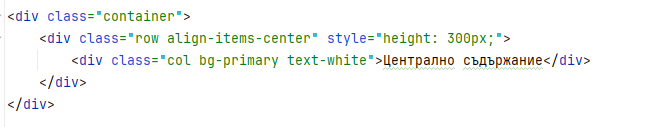 <div class="container">
<div class="row align-items-center" style="height: 300px;">
<div class="col bg-primary text-white">Централно съдържание</div>
</div>
</div>